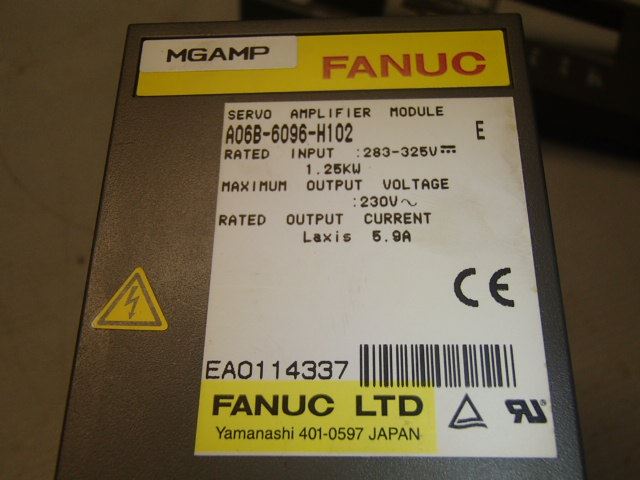 MGAMP
FANUC
SERVO AMPLIFIER MODULE
A06B-6096-H102 E
RATED INPUT :283-325V⎓
1.25KW
MAXIMUM OUTPUT VOLTAGE
:230V~
RATED OUTPUT CURRENT
Laxis 5.9A
CE
EA0114337
FANUC LTD
Yamanashi 401-0597 JAPAN